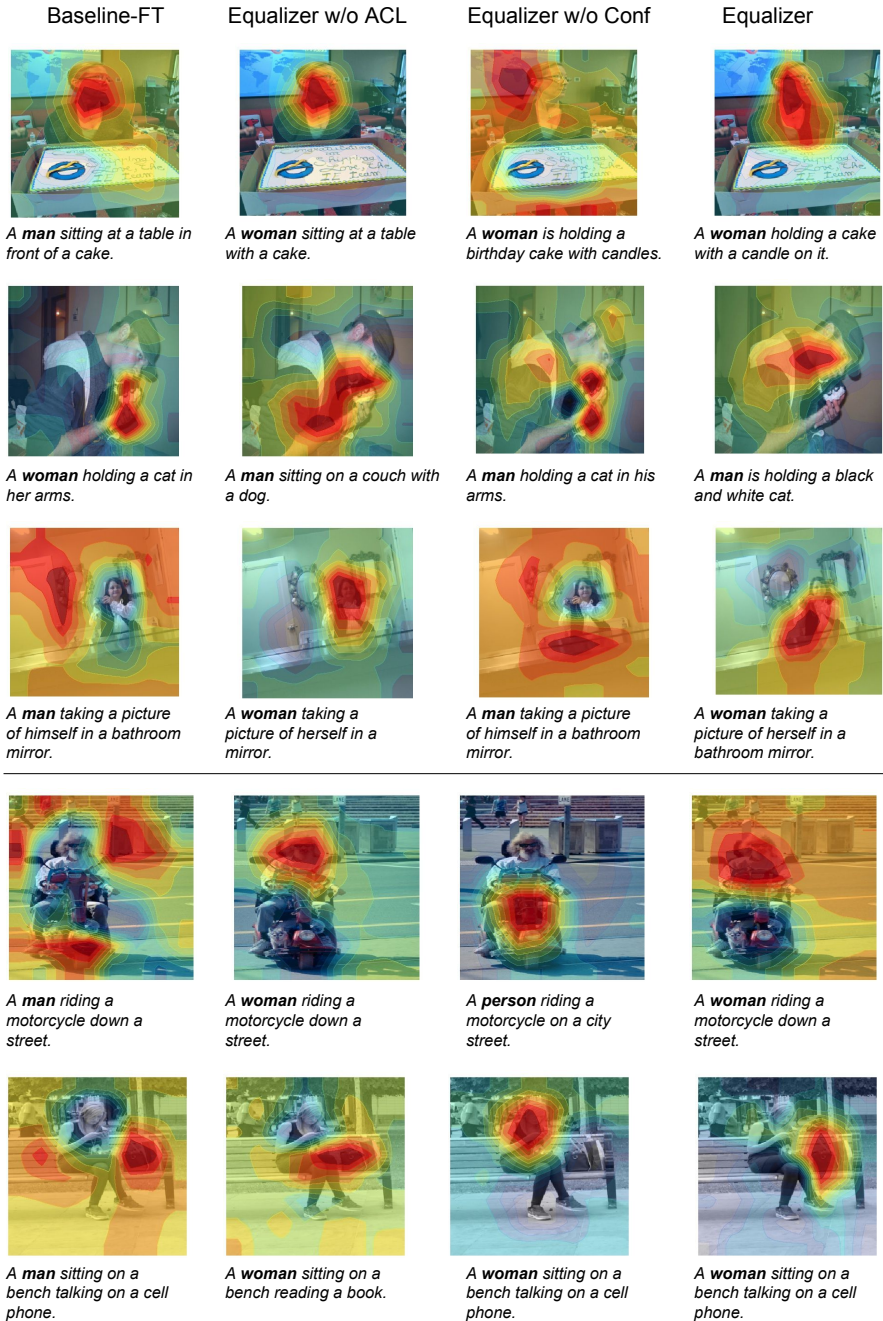 Baseline-FT Equalizer w/o ACL Equalizer w/o Conf Equalizer
A man sitting at a table in
front of a cake.
A woman sitting at a table
with a cake.
A woman is holding a
birthday cake with candles.
A woman holding a cake
with a candle on it.
A woman holding a cat in
her arms.
A man sitting on a couch with
a dog.
A man holding a cat in his
arms.
A man is holding a black
and white cat.
A man taking a picture
of himself in a bathroom
mirror.
A woman taking a
picture of herself in a
mirror.
A man taking a picture
of himself in a bathroom
mirror.
A woman taking a
picture of herself in a
bathroom mirror.
A man riding a
motorcycle down a
street.
A woman riding a
motorcycle down a
street.
A person riding a
motorcycle on a city
street.
A woman riding a
motorcycle down a
street.
A man sitting on a
bench talking on a cell
phone.
A woman sitting on a
bench reading a book.
A woman sitting on a
bench talking on a cell
phone.
A woman sitting on a
bench talking on a cell
phone.